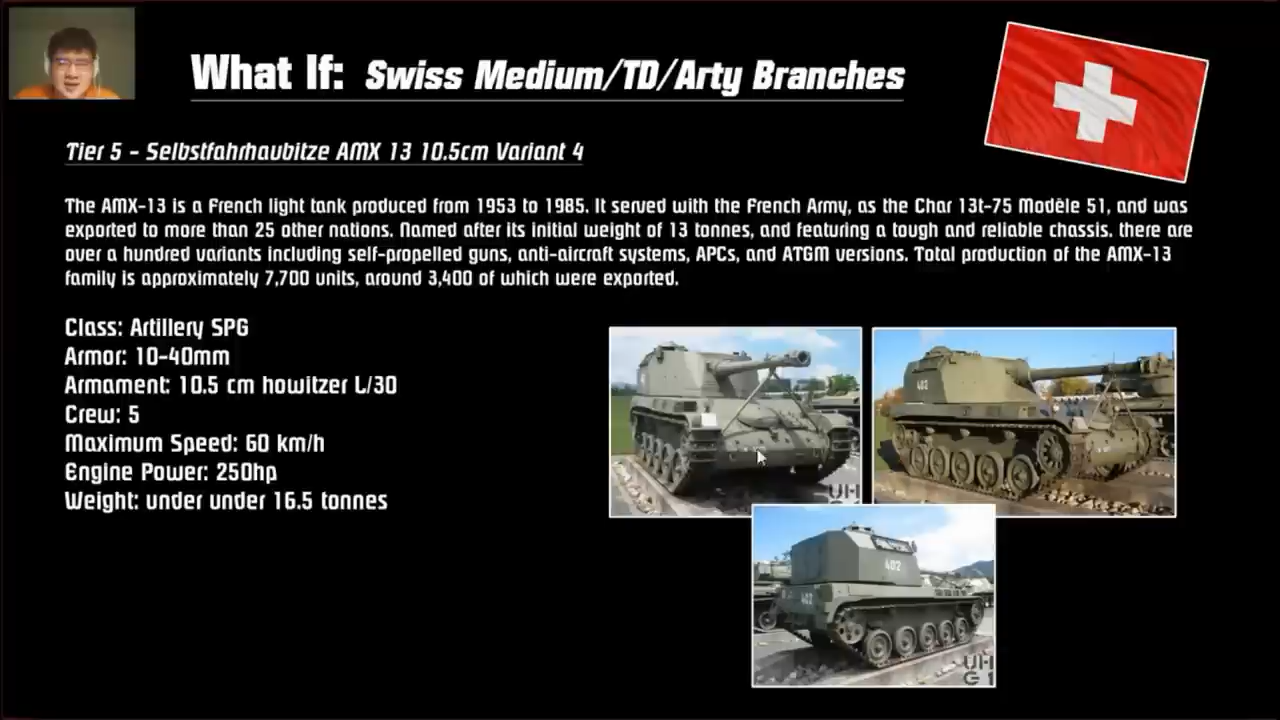 What If: Swiss Medium/TD/Arty Branches
Tier 5 - Selbstfahrhaubitze AMX 13 10.5cm Variant 4
The AMX-13 is a French light tank produced from 1953 to 1985. It served with the French Army, as the Char 13t-75 Modèle 51, and was
exported to more than 25 other nations. Named after its initial weight of 13 tonnes, and featuring a tough and reliable chassis. there are
over a hundred variants including self-propelled guns, anti-aircraft systems, APCs, and ATGM versions. Total production of the AMX-13
family is approximately 7,700 units, around 3,400 of which were exported.
Class: Artillery SPG
Armor: 10-40mm
Armament: 10.5 cm howitzer L/30
Crew: 5
Maximum Speed: 60 km/h
Engine Power: 250hp
Weight: under under 16.5 tonnes
402
UH
402
402
UH
G 1